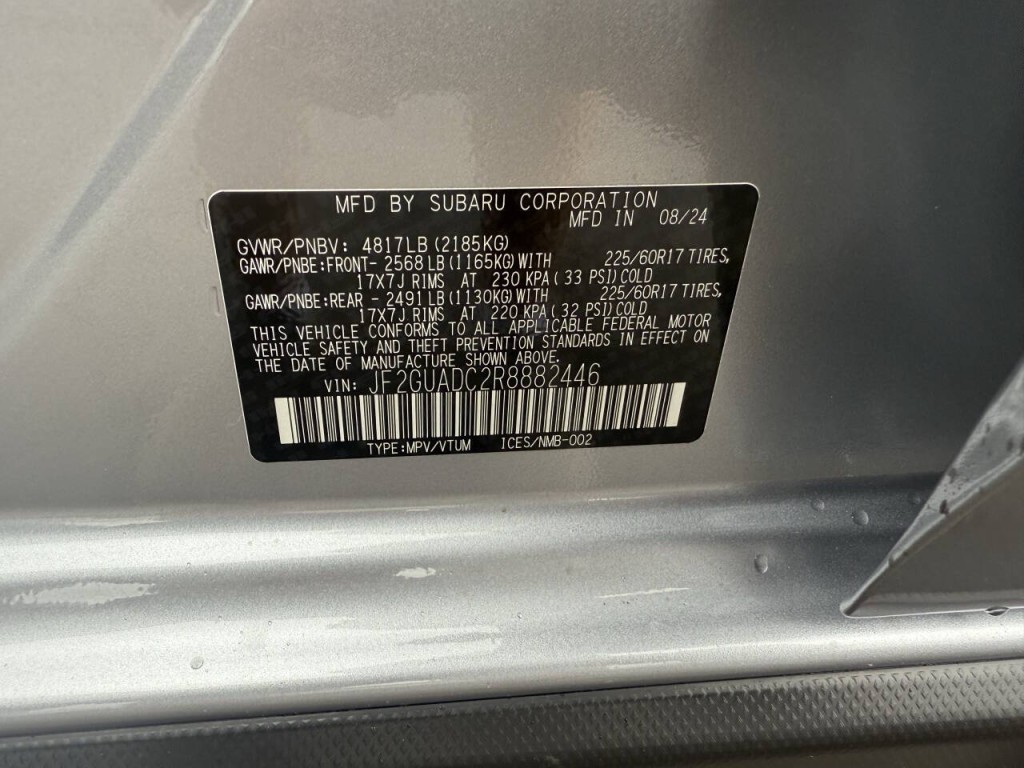 MFD BY SUBARU CORPORATION
MFD IN 08/24
GVWR/PNBV: 4817LB (2185KG)
GAWR/PNBE:FRONT- 2568 LB (1165KG) WITH 225/60R17 TIRES,
17X7J RIMS AT 230 KPA ( 33 PSI) COLD
GAWR/PNBE:REAR - 2491 LB (1130KG) WITH 225/60R17 TIRES,
17X7J RIMS AT 220 KPA ( 32 PSI) COLD
THIS VEHICLE CONFORMS TO ALL APPLICABLE FEDERAL MOTOR
VEHICLE SAFETY AND THEFT PREVENTION STANDARDS IN EFFECT ON
THE DATE OF MANUFACTURE SHOWN ABOVE.
VIN: JF2GUADC2R8882446
TYPE:MPV/VTUM ICES/NMB-002